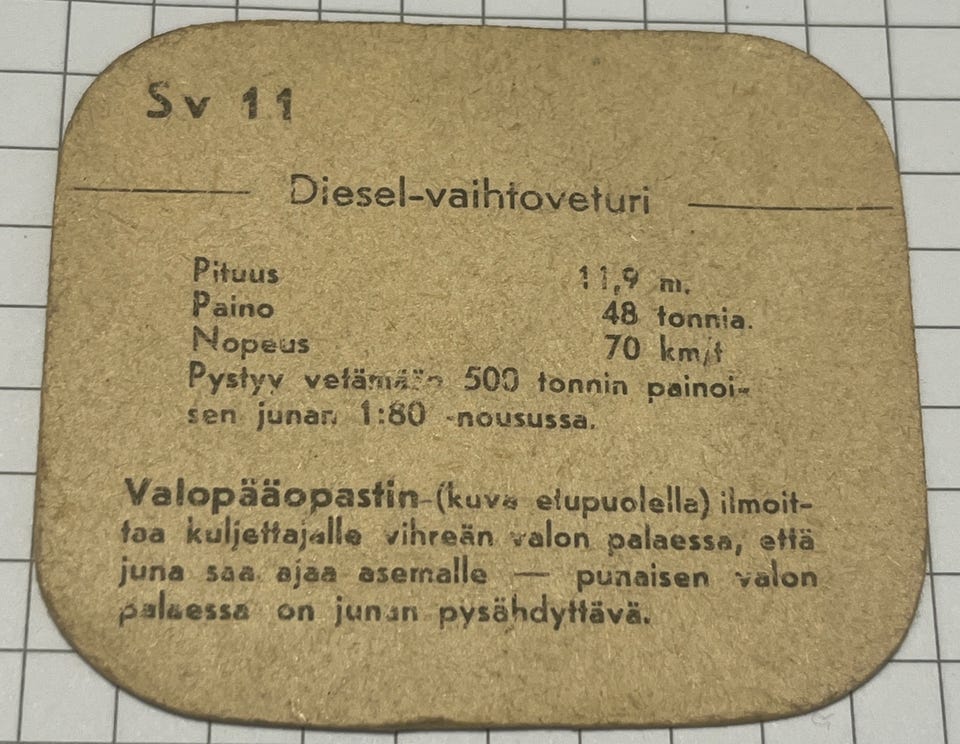 Sv 11
Diesel-vaihtoveturi
Pituus 11,9 m.
Paino 48 tonnia.
Nopeus 70 km/t
Pystyy vetämään 500 tonnin painoi-
sen junan 1:80 -nousussa.
Valopääopastin (kuva etupuolella) ilmoit-
taa kuljettajalle vihreän valon palaessa, että
juna saa ajaa asemalle — punaisen valon
palaessa on junan pysähdyttävä.